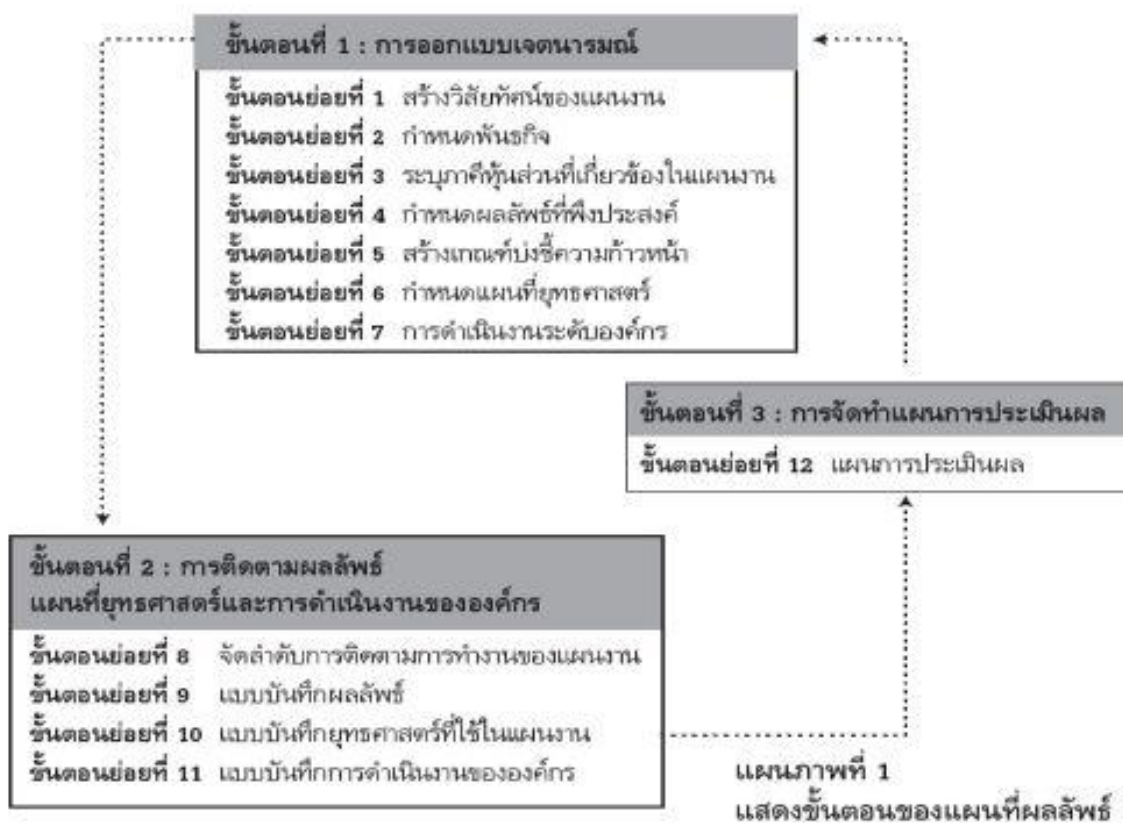 ขั้นตอนที่ 1 : การออกแบบเจตนารมณ์
ขั้นตอนย่อยที่ 1 สร้างวิสัยทัศน์ของแผนงาน
ขั้นตอนย่อยที่ 2 กำหนดพันธกิจ
ขั้นตอนย่อยที่ 3 ระบุภาคีหุ้นส่วนที่เกี่ยวข้องในแผนงาน
ขั้นตอนย่อยที่ 4 กำหนดผลลัพธ์ที่พึงประสงค์
ขั้นตอนย่อยที่ 5 สร้างเกณฑ์บ่งชี้ความก้าวหน้า
ขั้นตอนย่อยที่ 6 กำหนดแผนที่ยุทธศาสตร์
ขั้นตอนย่อยที่ 7 การดำเนินงานระดับองค์กร
ขั้นตอนที่ 2 : การติดตามผลลัพธ์
แผนที่ยุทธศาสตร์และการดำเนินงานขององค์กร
ขั้นตอนย่อยที่ 8 จัดลำดับการติดตามการทำงานของแผนงาน
ขั้นตอนย่อยที่ 9 แบบบันทึกผลลัพธ์
ขั้นตอนย่อยที่ 10 แบบบันทึกยุทธศาสตร์ที่ใช้ในแผนงาน
ขั้นตอนย่อยที่ 11 แบบบันทึกการดำเนินงานขององค์กร
ขั้นตอนที่ 3 : การจัดทำแผนการประเมินผล
ขั้นตอนย่อยที่ 12 แผนการประเมินผล
แผนภาพที่ 1
แสดงขั้นตอนของแผนที่ผลลัพธ์